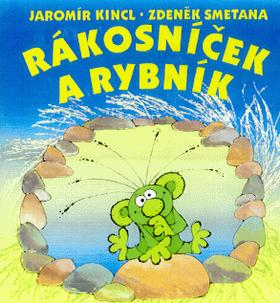 JAROMÍR KINCL · ZDENĚK SMETANA
RÁKOSNÍČEK
A RYBNÍK